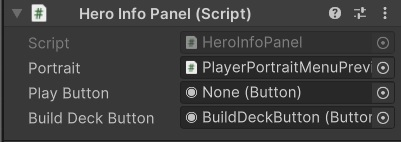 Hero Info Panel (Script)
Script HeroInfoPanel
Portrait PlayerPortraitMenuPrevi
Play Button None (Button)
Build Deck Button BuildDeckButton (Button